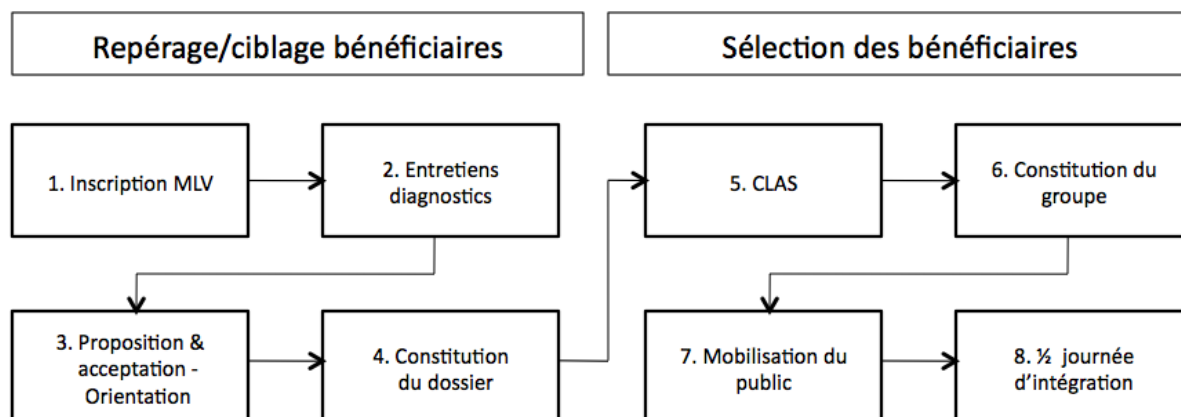 Repérage/ciblage bénéficiaires
Sélection des bénéficiaires
1. Inscription MLV
2. Entretiens
diagnostics
3. Proposition &
acceptation -
Orientation
4. Constitution
du dossier
5. CLAS
6. Constitution du
groupe
7. Mobilisation du
public
8. ½ journée
d'intégration